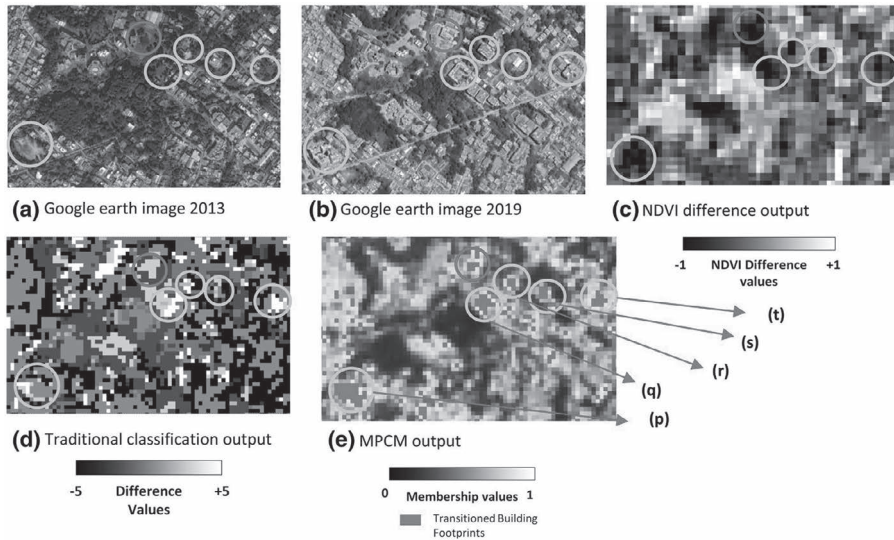 (a) Google earth image 2013
(b) Google earth image 2019
(c) NDVI difference output
-1 NDVI Difference values +1
(d) Traditional classification output
-5 Difference Values +5
(e) MPCM output
0 Membership values 1
Transitioned Building
Footprints
(t)
(s)
(r)
(q)
(p)